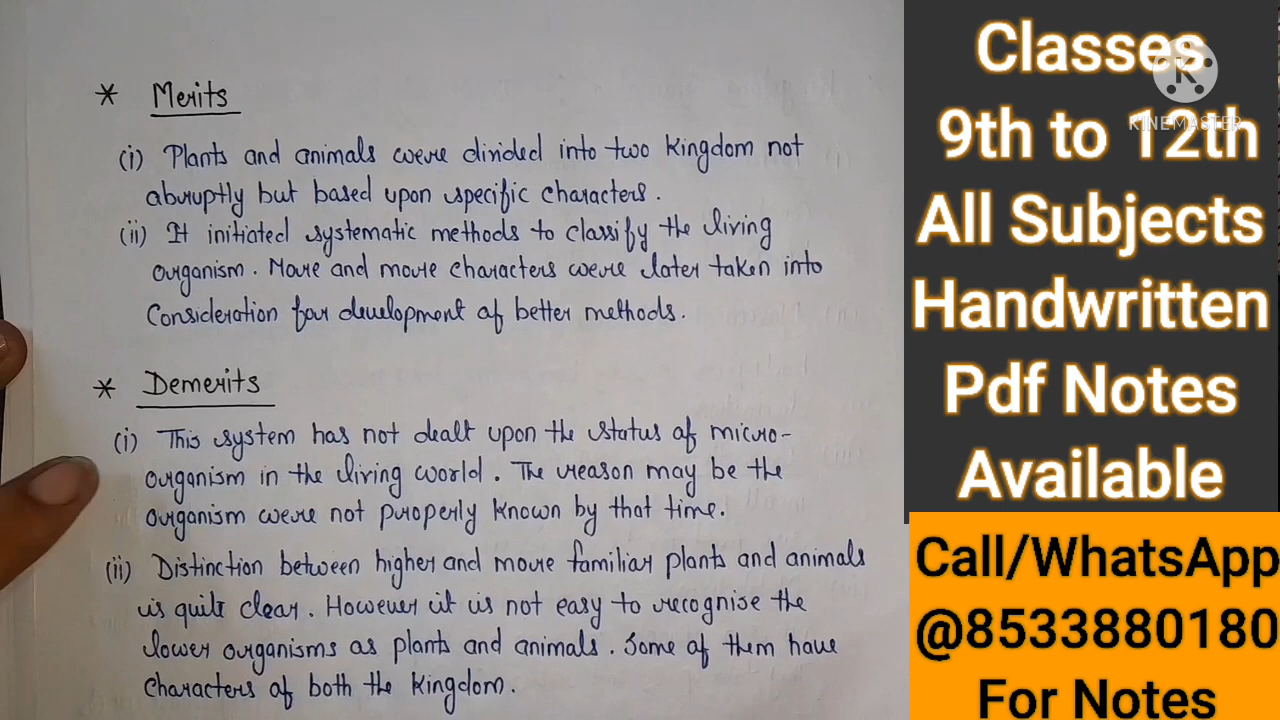 * Merits
(i) Plants and animals were divided into two kingdom not
abruptly but based upon specific characters.
(ii) It initiated systematic methods to classify the living
organism. More and more characters were later taken into
Consideration for development of better methods.
* Demerits
(i) This system has not dealt upon the status of micro-
organism in the living world. The reason may be the
organism were not properly known by that time.
(ii) Distinction between higher and more familiar plants and animals
is quite clear. However it is not easy to recognise the
lower organisms as plants and animals. Some of them have
characters of both the kingdom.
Classes
9th to 12th
All Subjects
Handwritten
Pdf Notes
Available
Call/WhatsApp
@8533880180
For Notes
K
KINEMASTER